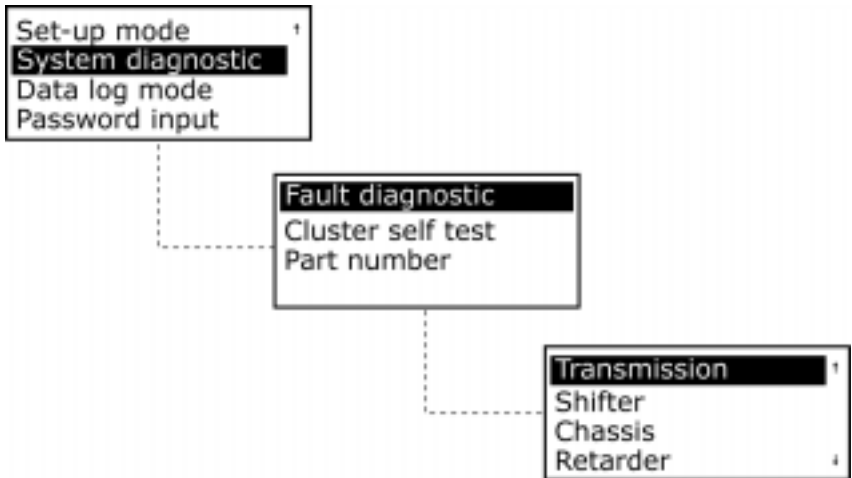 Set-up mode
System diagnostic
Data log mode
Password input
Fault diagnostic
Cluster self test
Part number
Transmission
Shifter
Chassis
Retarder